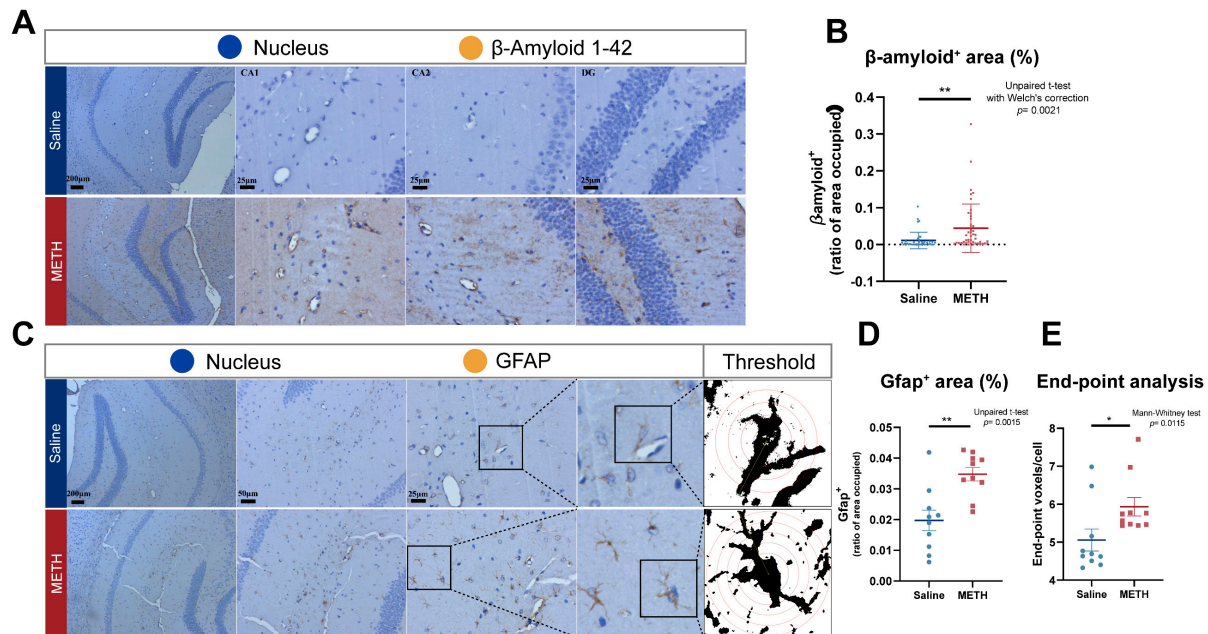 A
Nucleus
β-Amyloid 1-42
Saline
CA1
CA2
DG
200μm
25μm
25μm
25μm
METH
B
β-amyloid⁺ area (%)
Unpaired t-test
with Welch's correction
p= 0.0021
**
β-amyloid⁺
(ratio of area occupied)
0.4
0.3
0.2
0.1
0.0
-0.1
Saline
METH
C
Nucleus
GFAP
Threshold
Saline
200μm
50μm
25μm
METH
D
Gfap⁺ area (%)
Unpaired t-test
p= 0.0015
**
Gfap⁺
(ratio of area occupied)
0.05
0.04
0.03
0.02
0.01
0.00
Saline
METH
E
End-point analysis
Mann-Whitney test
p= 0.0115
*
End-point voxels/cell
8
7
6
5
4
Saline
METH